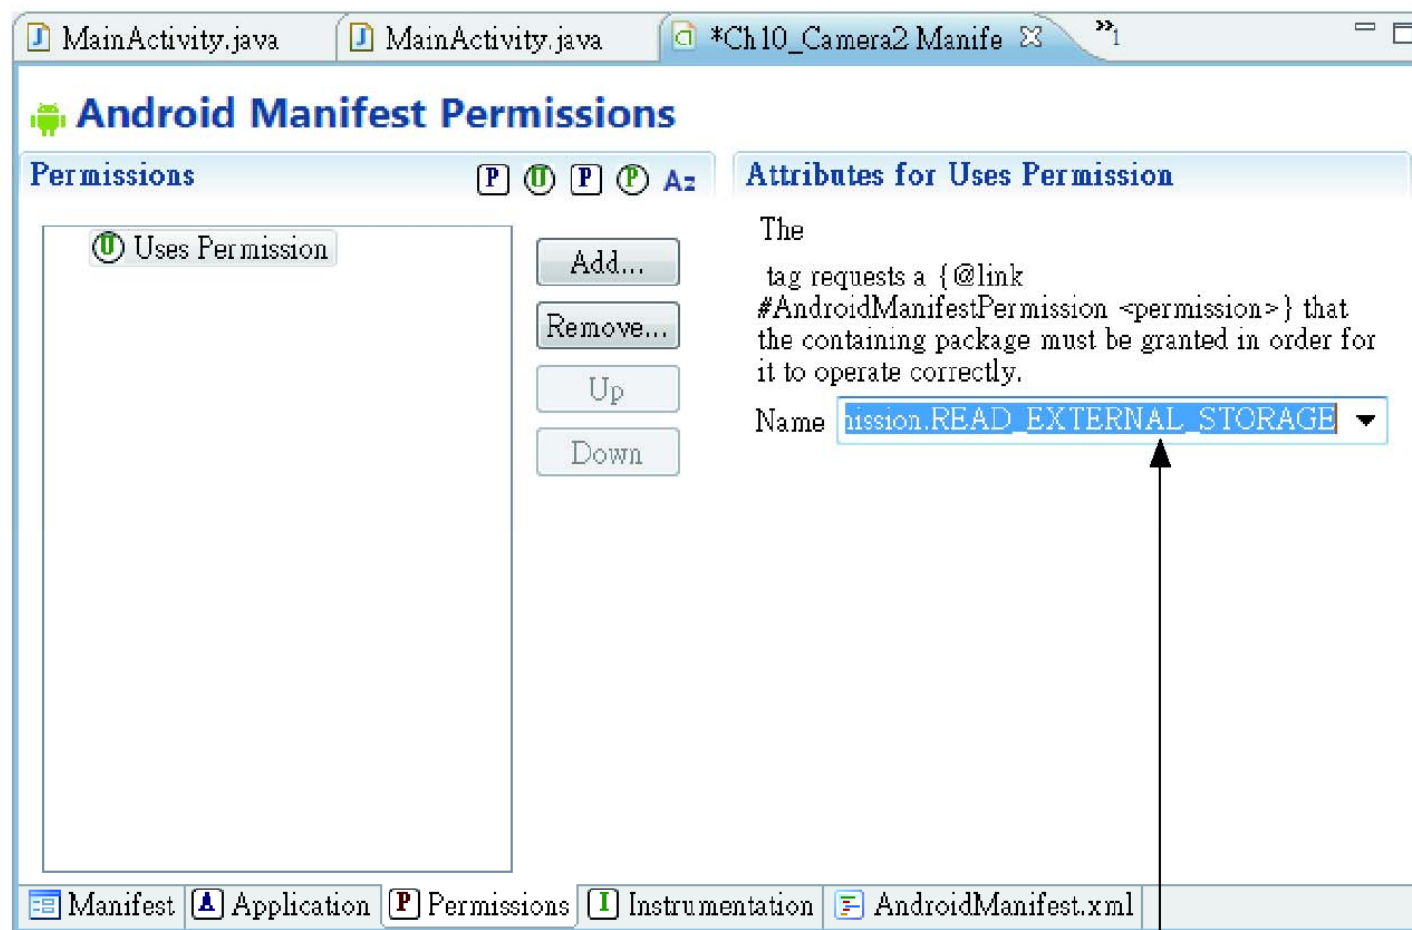 MainActivity.java MainActivity.java *Ch10_Camera2 Manife »1
Android Manifest Permissions
Permissions P U P P Az
Uses Permission
Add...
Remove...
Up
Down
Attributes for Uses Permission
The
tag requests a {@link
#AndroidManifestPermission <permission>} that
the containing package must be granted in order for
it to operate correctly.
Name mission.READ_EXTERNAL_STORAGE
Manifest A Application P Permissions I Instrumentation AndroidManifest.xml